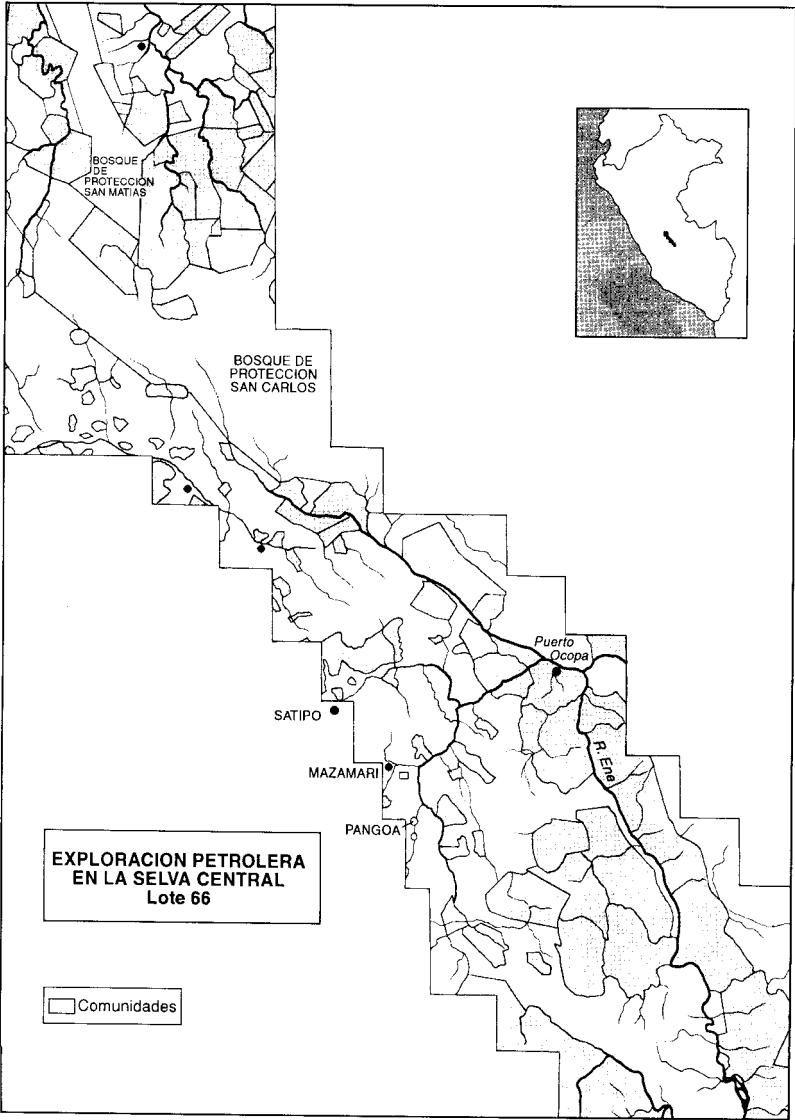 BOSQUE
DE
PROTECCIÓN
SAN MATIAS
BOSQUE DE
PROTECCION
SAN CARLOS
Puerto
Ocopa
SATIPO
R. Ene
MAZAMARI
PANGOA
EXPLORACION PETROLERA
EN LA SELVA CENTRAL
Lote 66
Comunidades